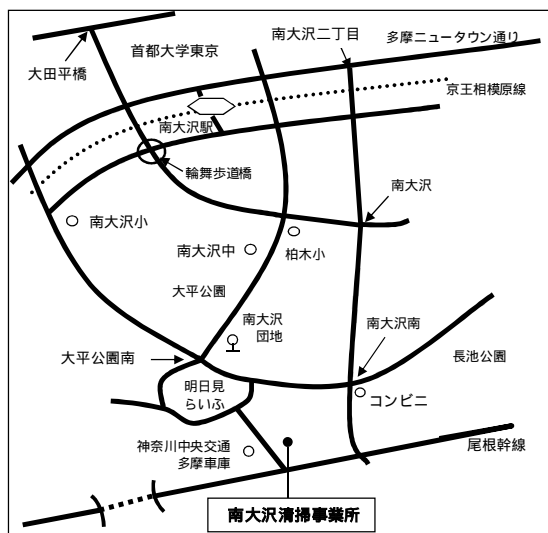 南大沢二丁目
多摩ニュータウン通り
首都大学東京
大田平橋
京王相模原線
南大沢駅
輪舞歩道橋
南大沢
南大沢小
南大沢中
柏木小
大平公園
南大沢
団地
南大沢南
大平公園南
長池公園
明日見
らいふ
コンビニ
神奈川中央交通
多摩車庫
尾根幹線
南大沢清掃事業所